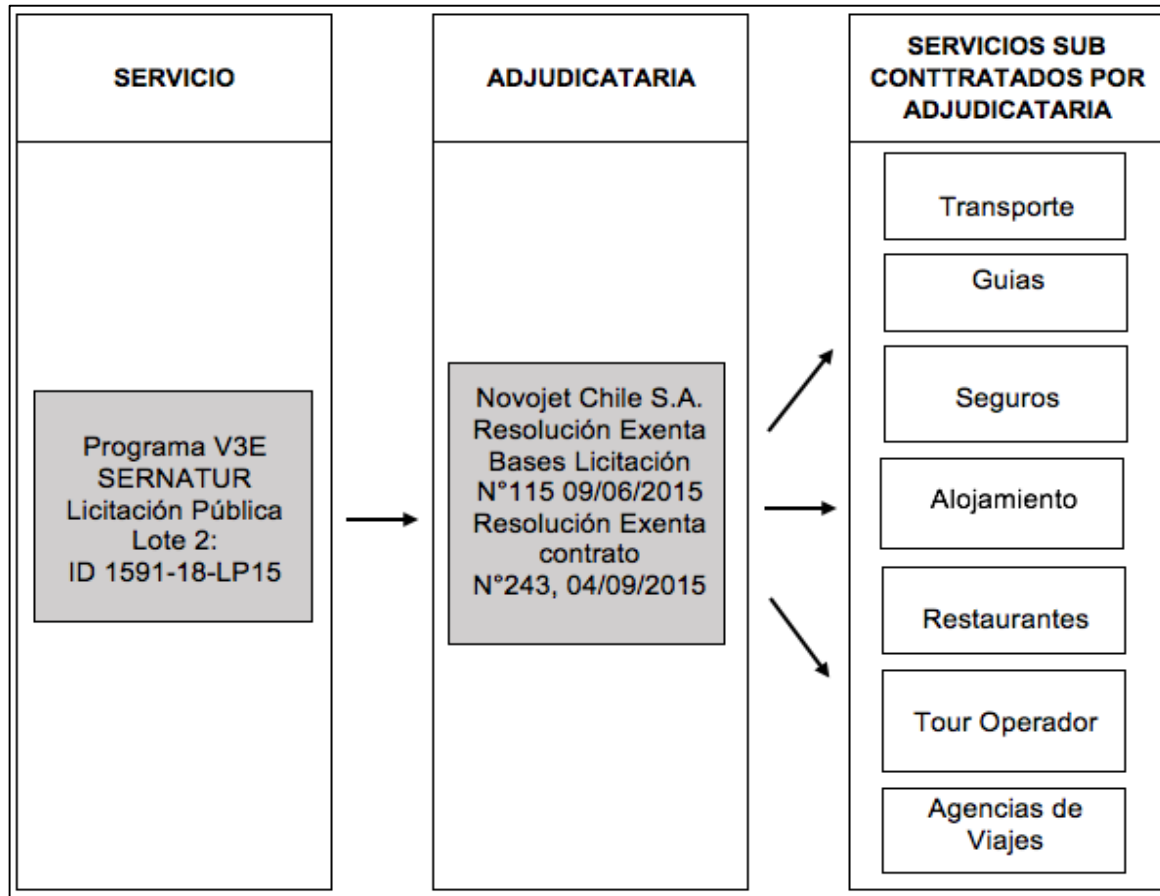 SERVICIO
ADJUDICATARIA
SERVICIOS SUB
CONTTRATADOS POR
ADJUDICATARIA
Programa V3E
SERNATUR
Licitación Pública
Lote 2:
ID 1591-18-LP15
Novojet Chile S.A.
Resolución Exenta
Bases Licitación
N°115 09/06/2015
Resolución Exenta
contrato
N°243, 04/09/2015
Transporte
Guias
Seguros
Alojamiento
Restaurantes
Tour Operador
Agencias de
Viajes